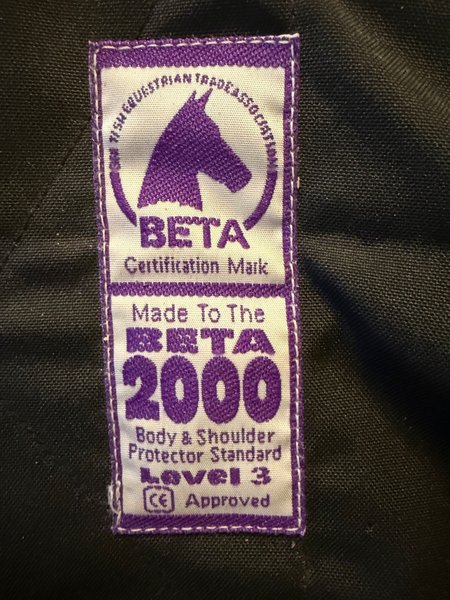 BRITISH EQUESTRIAN TRADE ASSOCIATION
BETA
Certification Mark
Made To The
BETA
2000
Body & Shoulder
Protector Standard
Level 3
CE Approved